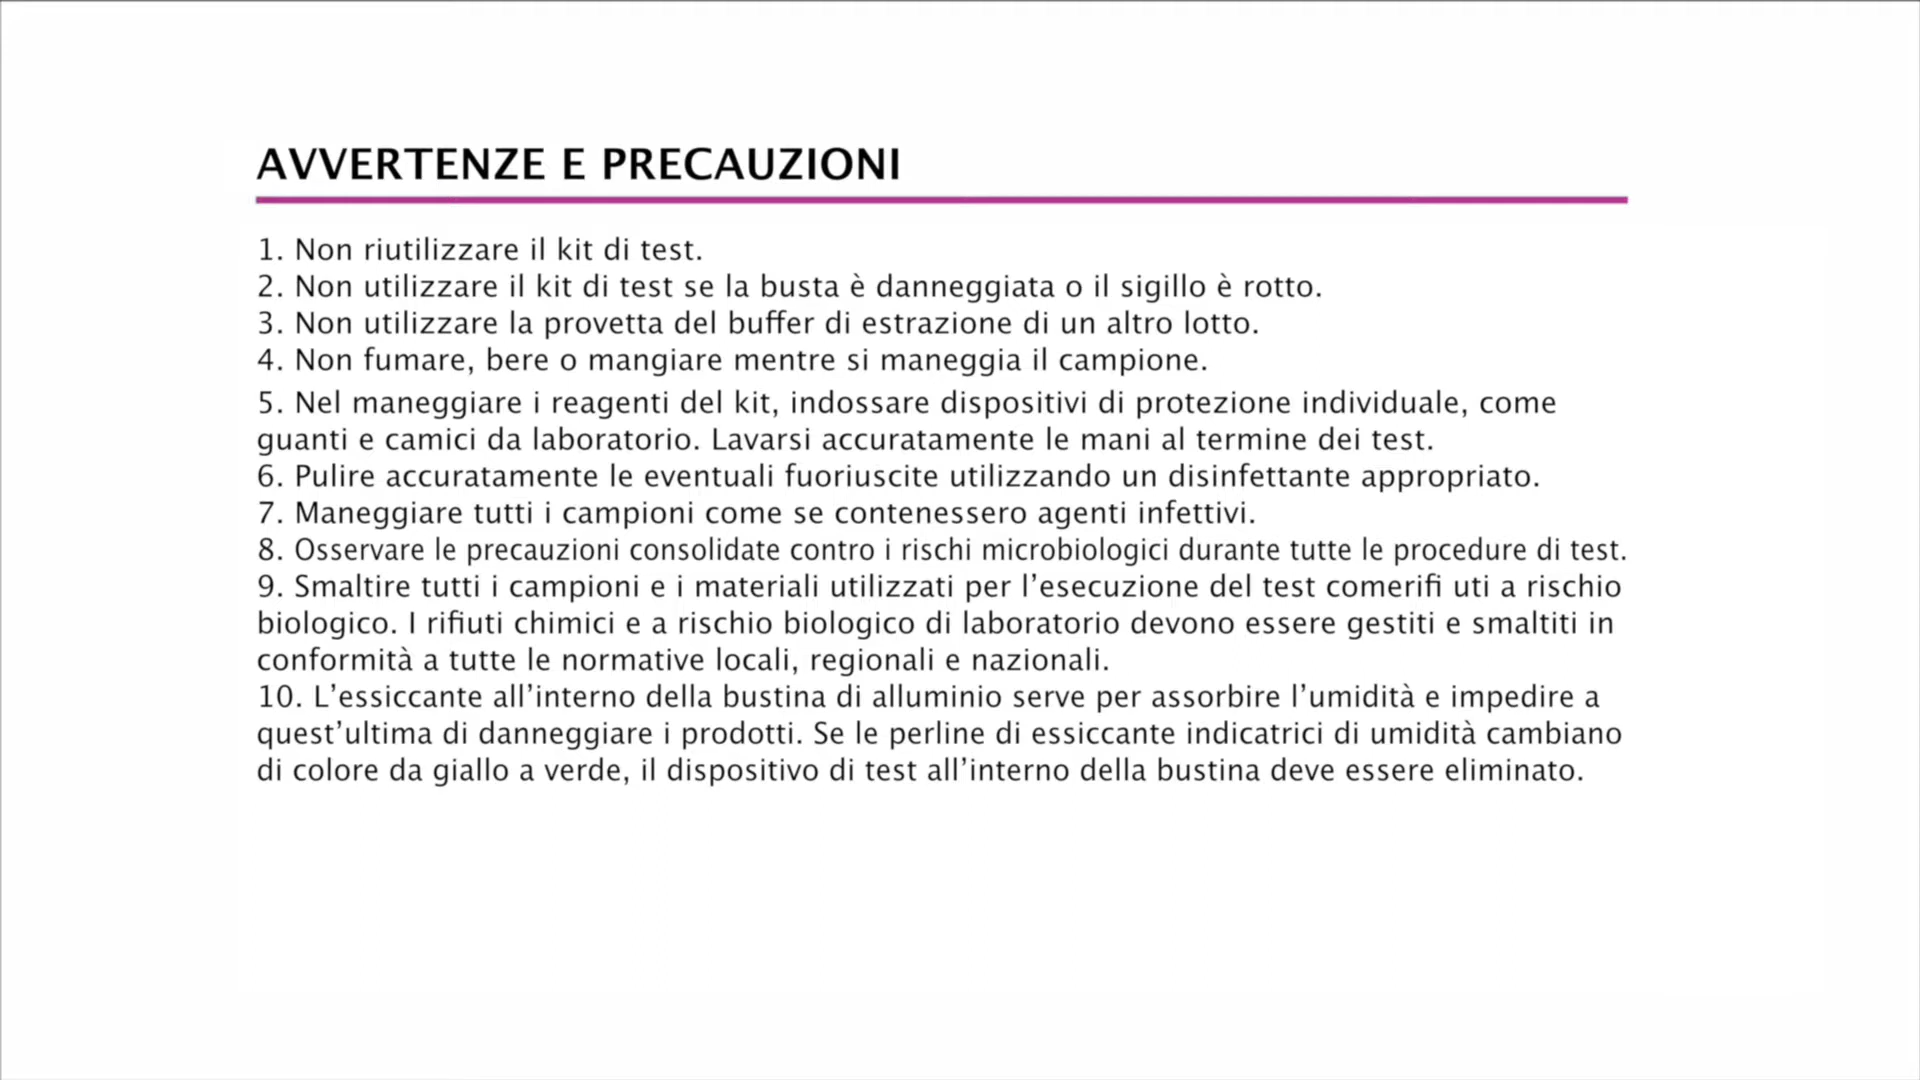 AVVERTENZE E PRECAUZIONI
1. Non riutilizzare il kit di test.
2. Non utilizzare il kit di test se la busta è danneggiata o il sigillo è rotto.
3. Non utilizzare la provetta del buffer di estrazione di un altro lotto.
4. Non fumare, bere o mangiare mentre si maneggia il campione.
5. Nel maneggiare i reagenti del kit, indossare dispositivi di protezione individuale, come
guanti e camici da laboratorio. Lavarsi accuratamente le mani al termine dei test.
6. Pulire accuratamente le eventuali fuoriuscite utilizzando un disinfettante appropriato.
7. Maneggiare tutti i campioni come se contenessero agenti infettivi.
8. Osservare le precauzioni consolidate contro i rischi microbiologici durante tutte le procedure di test.
9. Smaltire tutti i campioni e i materiali utilizzati per l’esecuzione del test comerifi uti a rischio
biologico. I rifiuti chimici e a rischio biologico di laboratorio devono essere gestiti e smaltiti in
conformità a tutte le normative locali, regionali e nazionali.
10. L’essiccante all’interno della bustina di alluminio serve per assorbire l’umidità e impedire a
quest’ultima di danneggiare i prodotti. Se le perline di essiccante indicatrici di umidità cambiano
di colore da giallo a verde, il dispositivo di test all’interno della bustina deve essere eliminato.